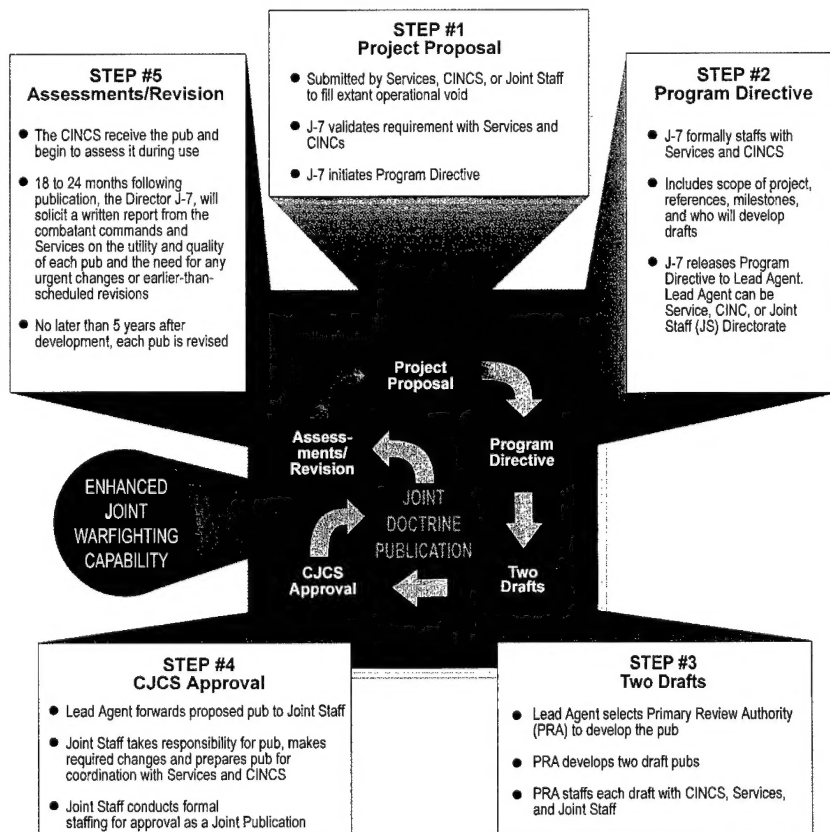 STEP #1
Project Proposal
● Submitted by Services, CINCS, or Joint Staff
to fill extant operational void
● J-7 validates requirement with Services and
CINCs
● J-7 initiates Program Directive
STEP #2
Program Directive
● J-7 formally staffs with
Services and CINCS
● Includes scope of project,
references, milestones,
and who will develop
drafts
● J-7 releases Program
Directive to Lead Agent.
Lead Agent can be
Service, CINC, or Joint
Staff (JS) Directorate
STEP #3
Two Drafts
● Lead Agent selects Primary Review Authority
(PRA) to develop the pub
● PRA develops two draft pubs
● PRA staffs each draft with CINCS, Services,
and Joint Staff
STEP #4
CJCS Approval
● Lead Agent forwards proposed pub to Joint Staff
● Joint Staff takes responsibility for pub, makes
required changes and prepares pub for
coordination with Services and CINCS
● Joint Staff conducts formal
staffing for approval as a Joint Publication
STEP #5
Assessments/Revision
● The CINCS receive the pub and
begin to assess it during use
● 18 to 24 months following
publication, the Director J-7, will
solicit a written report from the
combatant commands and
Services on the utility and quality
of each pub and the need for any
urgent changes or earlier-than-
scheduled revisions
● No later than 5 years after
development, each pub is revised
Project
Proposal
Program
Directive
Two
Drafts
CJCS
Approval
Assess-
ments/
Revision
JOINT
DOCTRINE
PUBLICATION
ENHANCED
JOINT
WARFIGHTING
CAPABILITY